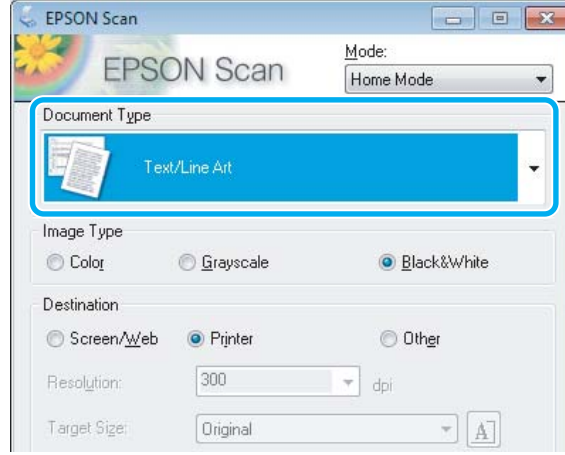 EPSON Scan
EPSON Scan
Mode:
Home Mode
Document Type
Text/Line Art
Image Type
Color Grayscale Black&White
Destination
Screen/Web Printer Other
Resolution: 300 dpi
Target Size: Original A